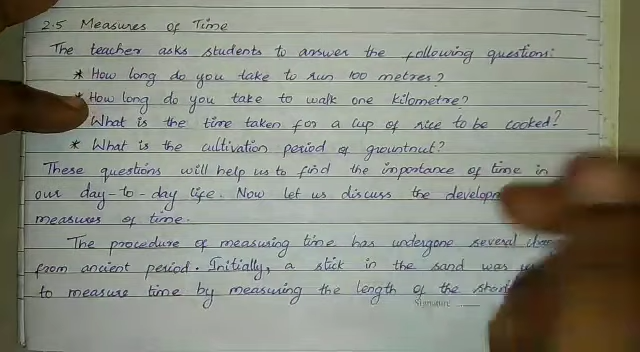 2.5 Measures of Time
The teacher asks students to answer the following question:
* How long do you take to run 100 metres?
* How long do you take to walk one kilometre?
What is the time taken for a cup of rice to be cooked?
* What is the cultivation period of grountnut?
These questions will help us to find the importance of time in
our day-to-day life. Now let us discuss the
measures of time.
The procedure of measuring time has undergone several
from ancient period. Initially, a stick in the sand was
to measure time by measuring the length of the
Signature